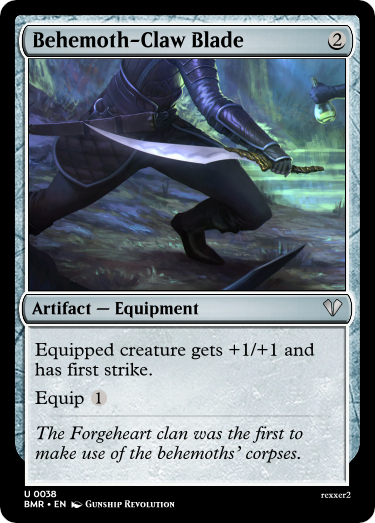 Behemoth-Claw Blade 2
Artifact — Equipment
Equipped creature gets +1/+1 and
has first strike.
Equip 1
The Forgeheart clan was the first to
make use of the behemoths' corpses.
U 0038
BMR • EN Gunship Revolution
rexxer2